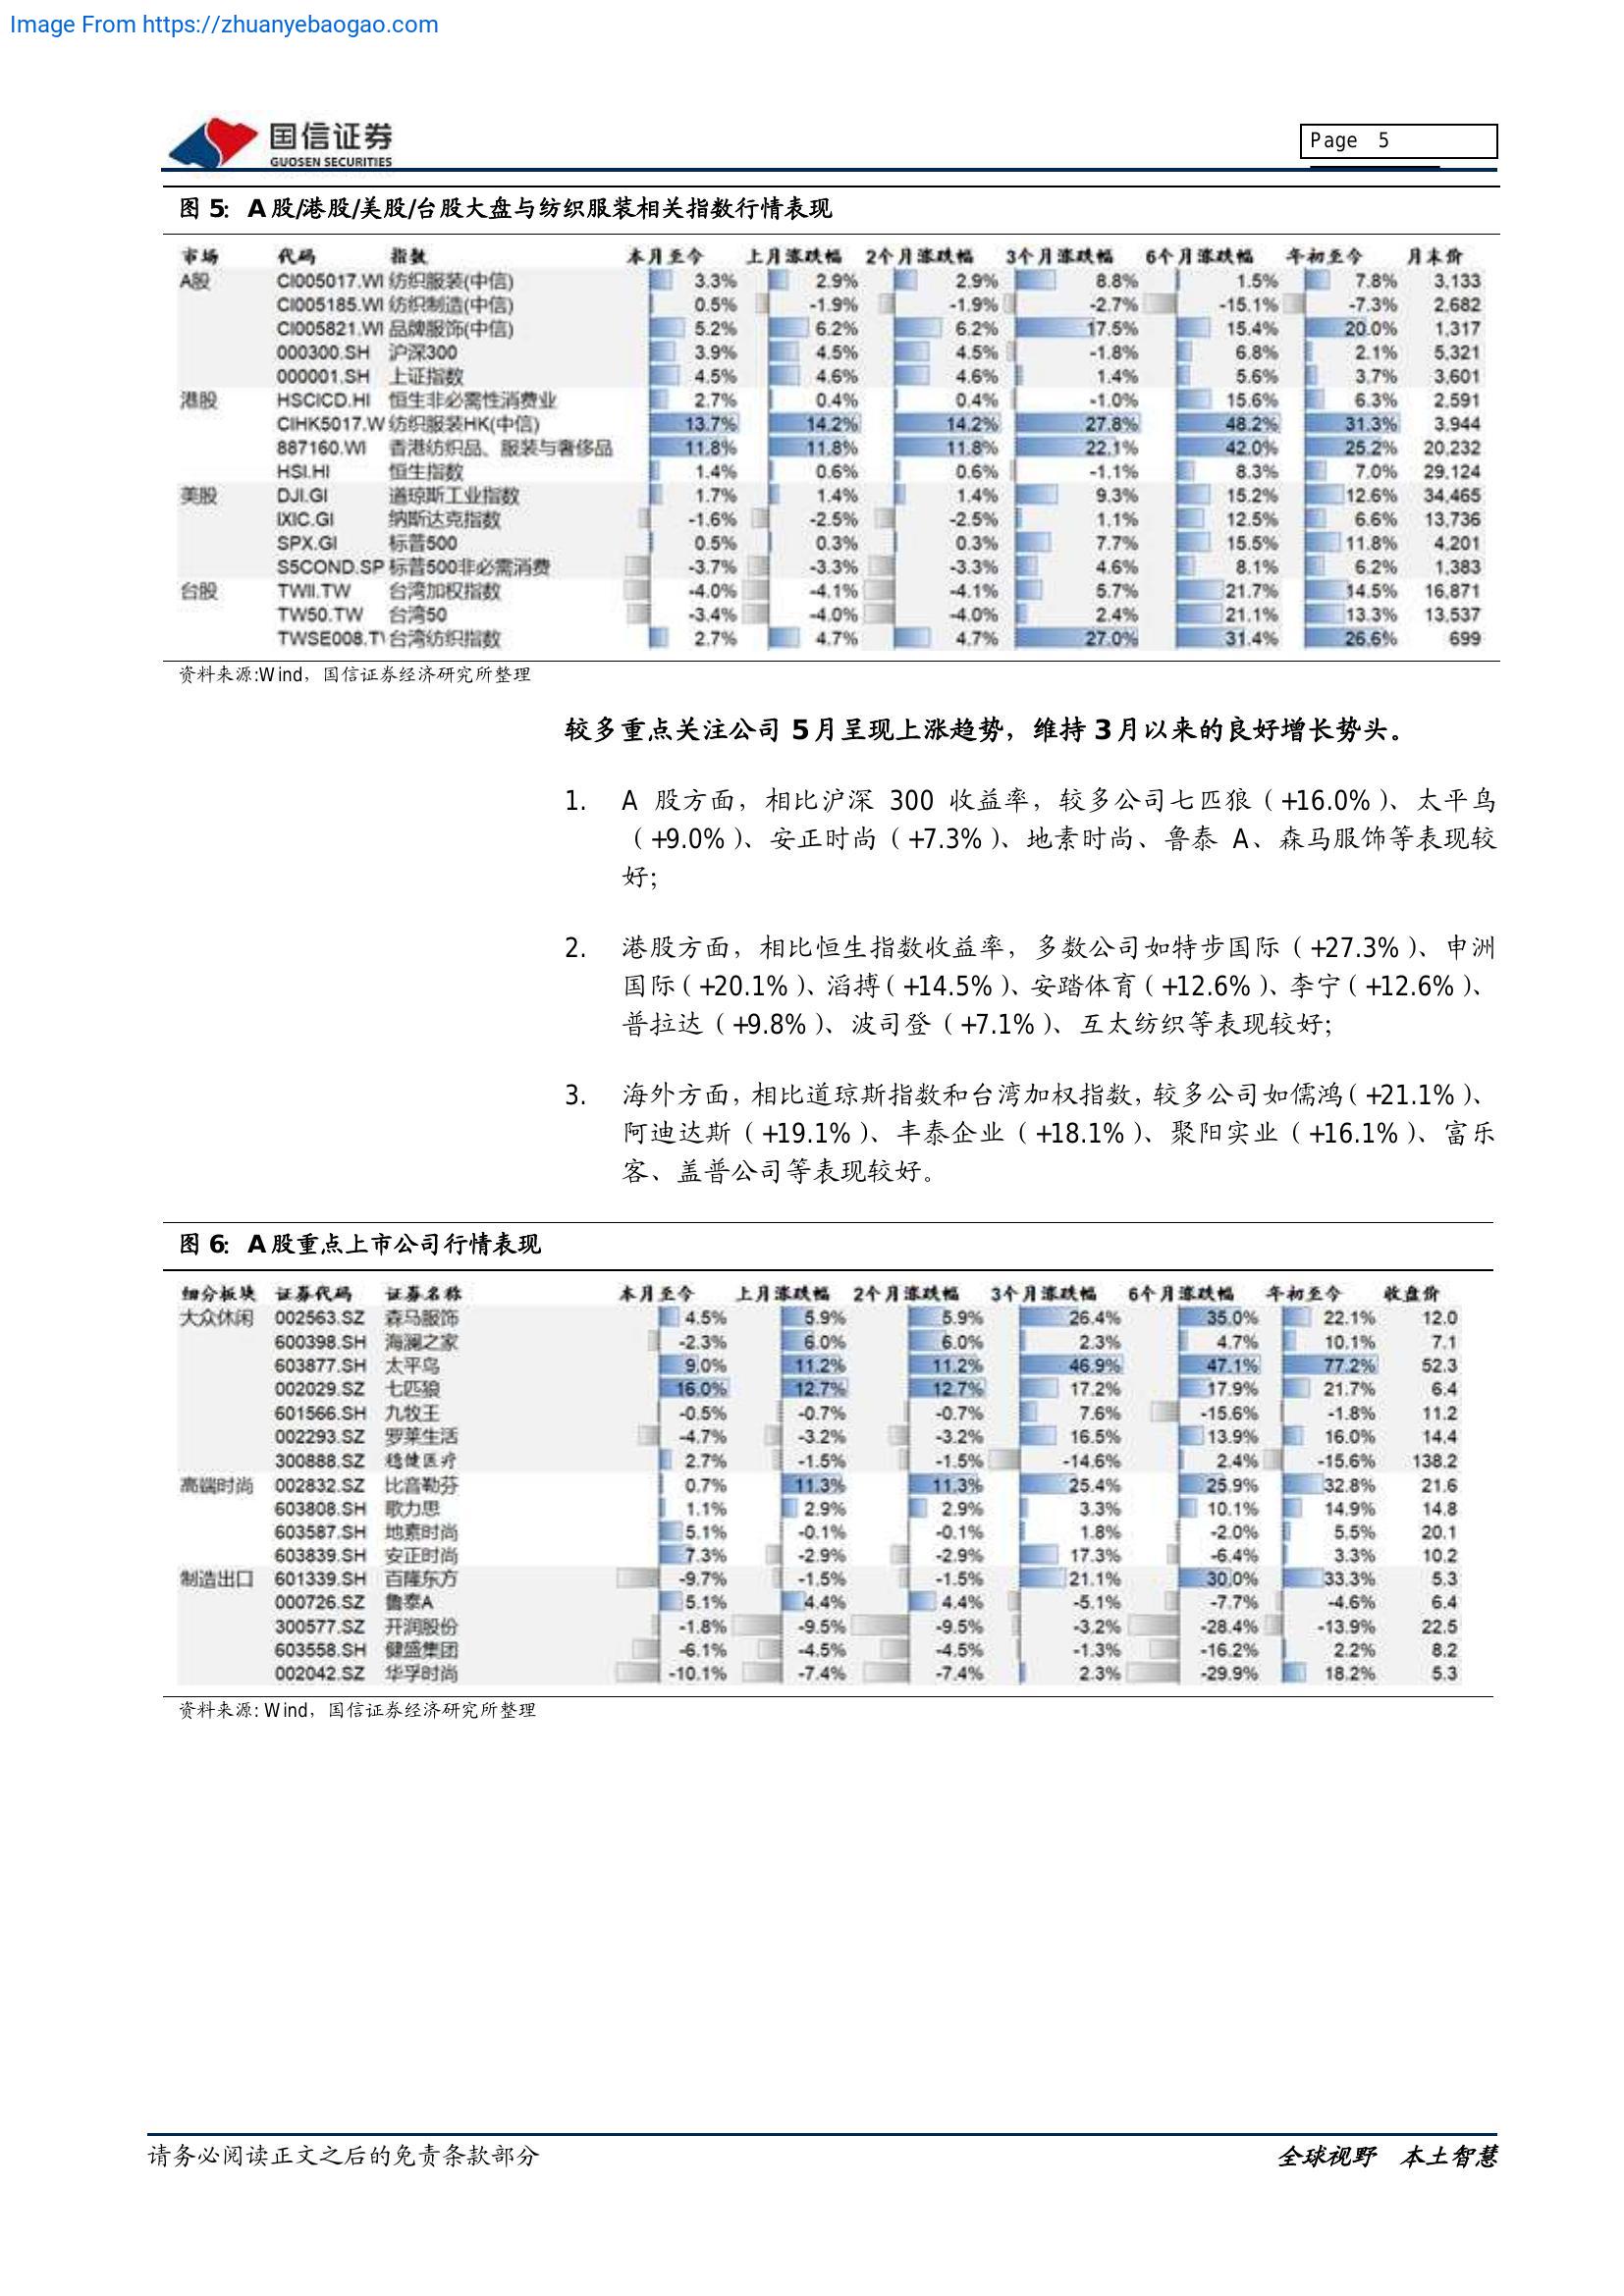 Image From https://zhuanyebaogao.com
国信证券
GUOSEN SECURITIES
Page 5
图 5: A 股/港股/美股/台股大盘与纺织服装相关指数行情表现
市场 代码 指数 本月至今 上月涨跌幅 2个月涨跌幅 3个月涨跌幅 6个月涨跌幅 年初至今 月末价
A股 CI005017.WI 纺织服装(中信) 3.3% 2.9% 2.9% 8.8% 1.5% 7.8% 3,133
CI005185.WI 纺织制造(中信) 0.5% -1.9% -1.9% -2.7% -15.1% -7.3% 2,682
CI005821.WI 品牌服饰(中信) 5.2% 6.2% 6.2% 17.5% 15.4% 20.0% 1,317
000300.SH 沪深300 3.9% 4.5% 4.5% -1.8% 6.8% 2.1% 5,321
000001.SH 上证指数 4.5% 4.6% 4.6% 1.4% 5.6% 3.7% 3,601
港股 HSCICD.HI 恒生非必需性消费业 2.7% 0.4% 0.4% -1.0% 15.6% 6.3% 2,591
CIHK5017.W 纺织服装HK(中信) 13.7% 14.2% 14.2% 27.8% 48.2% 31.3% 3,944
887160.WI 香港纺织品、服装与奢侈品 11.8% 11.8% 11.8% 22.1% 42.0% 25.2% 20,232
HSI.HI 恒生指数 1.4% 0.6% 0.6% -1.1% 8.3% 7.0% 29,124
美股 DJI.GI 道琼斯工业指数 1.7% 1.4% 1.4% 9.3% 15.2% 12.6% 34,465
IXIC.GI 纳斯达克指数 -1.6% -2.5% -2.5% 1.1% 12.5% 6.6% 13,736
SPX.GI 标普500 0.5% 0.3% 0.3% 7.7% 15.5% 11.8% 4,201
S5COND.SP 标普500非必需消费 -3.7% -3.3% -3.3% 4.6% 8.1% 6.2% 1,383
台股 TWII.TW 台湾加权指数 -4.0% -4.1% -4.1% 5.7% 21.7% 14.5% 16,871
TW50.TW 台湾50 -3.4% -4.0% -4.0% 2.4% 21.1% 13.3% 13,537
TWSE008.T 台湾纺织指数 2.7% 4.7% 4.7% 27.0% 31.4% 26.6% 699
资料来源:Wind，国信证券经济研究所整理
较多重点关注公司 5 月呈现上涨趋势，维持 3 月以来的良好增长势头。
1. A 股方面，相比沪深 300 收益率，较多公司七匹狼（+16.0%）、太平鸟
（+9.0%）、安正时尚（+7.3%）、地素时尚、鲁泰 A、森马服饰等表现较
好；
2. 港股方面，相比恒生指数收益率，多数公司如特步国际（+27.3%）、申洲
国际（+20.1%）、滔搏（+14.5%）、安踏体育（+12.6%）、李宁（+12.6%）、
普拉达（+9.8%）、波司登（+7.1%）、互太纺织等表现较好；
3. 海外方面，相比道琼斯指数和台湾加权指数，较多公司如儒鸿（+21.1%）、
阿迪达斯（+19.1%）、丰泰企业（+18.1%）、聚阳实业（+16.1%）、富乐
客、盖普公司等表现较好。
图 6: A 股重点上市公司行情表现
细分板块 证券代码 证券名称 本月至今 上月涨跌幅 2个月涨跌幅 3个月涨跌幅 6个月涨跌幅 年初至今 收盘价
大众休闲 002563.SZ 森马服饰 4.5% 5.9% 5.9% 26.4% 35.0% 22.1% 12.0
600398.SH 海澜之家 -2.3% 6.0% 6.0% 2.3% 4.7% 10.1% 7.1
603877.SH 太平鸟 9.0% 11.2% 11.2% 46.9% 47.1% 77.2% 52.3
002029.SZ 七匹狼 16.0% 12.7% 12.7% 17.2% 17.9% 21.7% 6.4
601566.SH 九牧王 -0.5% -0.7% -0.7% 7.6% -15.6% -1.8% 11.2
002293.SZ 罗莱生活 -4.7% -3.2% -3.2% 16.5% 13.9% 16.0% 14.4
300888.SZ 稳健医疗 2.7% -1.5% -1.5% -14.6% 2.4% -15.6% 138.2
高端时尚 002832.SZ 比音勒芬 0.7% 11.3% 11.3% 25.4% 25.9% 32.8% 21.6
603808.SH 歌力思 1.1% 2.9% 2.9% 3.3% 10.1% 14.9% 14.8
603587.SH 地素时尚 5.1% -0.1% -0.1% 1.8% -2.0% 5.5% 20.1
603839.SH 安正时尚 7.3% -2.9% -2.9% 17.3% -6.4% 3.3% 10.2
制造出口 601339.SH 百隆东方 -9.7% -1.5% -1.5% 21.1% 30.0% 33.3% 5.3
000726.SZ 鲁泰A 5.1% 4.4% 4.4% -5.1% -7.7% -4.6% 6.4
300577.SZ 开润股份 -1.8% -9.5% -9.5% -3.2% -28.4% -13.9% 22.5
603558.SH 健盛集团 -6.1% -4.5% -4.5% -1.3% -16.2% 2.2% 8.2
002042.SZ 华孚时尚 -10.1% -7.4% -7.4% 2.3% -29.9% 18.2% 5.3
资料来源: Wind，国信证券经济研究所整理
请务必阅读正文之后的免责条款部分
全球视野 本土智慧